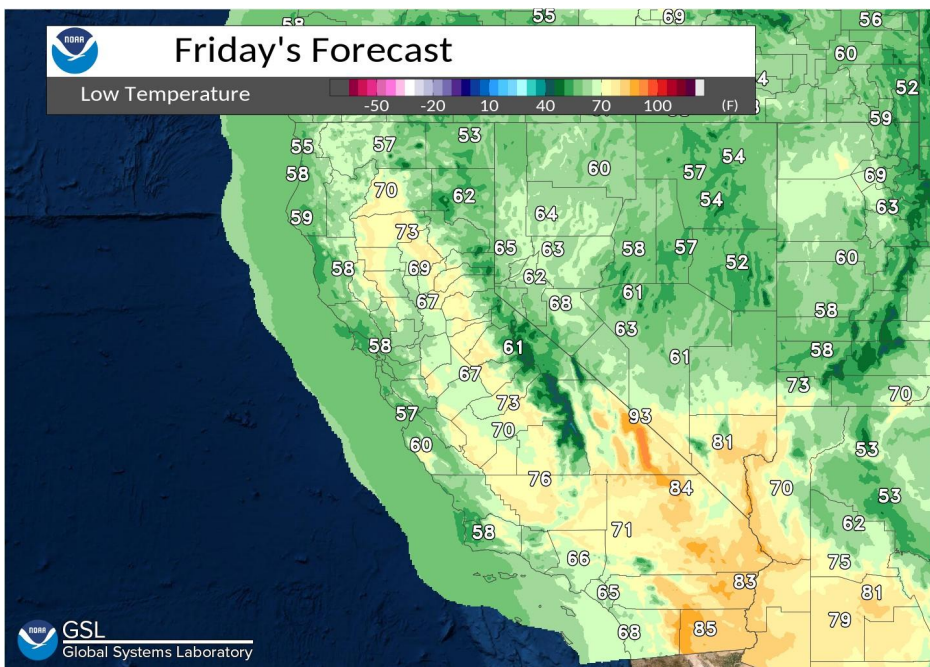 58 55 69 56
NOAA
Friday's Forecast
60
Low Temperature
-50 -20 10 40 70 100 (F)
52
59
55 57 53 60 57 54
58 70 62 54 69
59 73 64 63
58 69 65 63 58 57 52 60
67 62 68 61 58
58 61 63 61 58
67 73 70
57 73 93
60 70 81 53
76 84 70 53
58 71 62
66 75
65 83 81
68 85 79
NOAA
GSL
Global Systems Laboratory